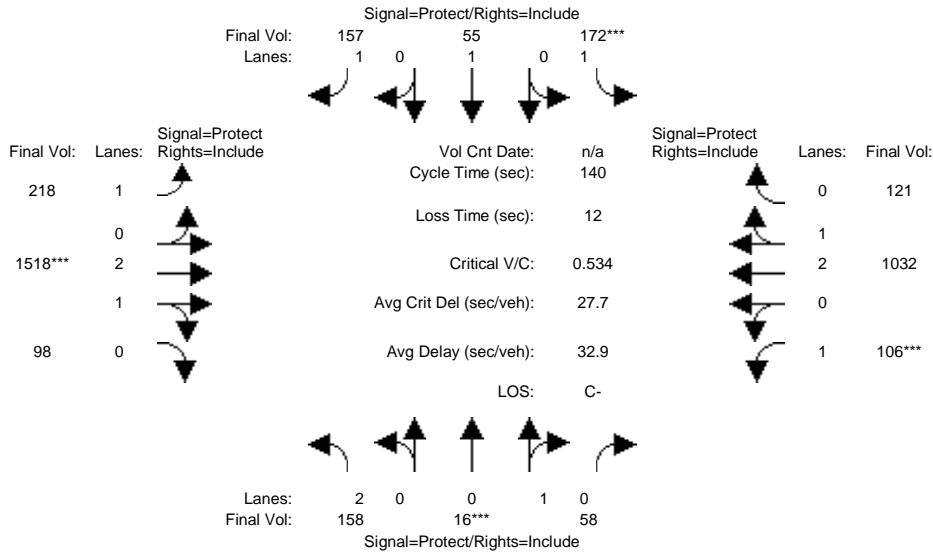 Signal=Protect/Rights=Include
Final Vol: 157 55 172***
Lanes: 1 0 1 0 1
Signal=Protect Signal=Protect
Final Vol: Lanes: Rights=Include Vol Cnt Date: n/a Rights=Include Lanes: Final Vol:
Cycle Time (sec): 140
218 1 0 121
Loss Time (sec): 12
0 1
1518*** 2 Critical V/C: 0.534 2 1032
1 Avg Crit Del (sec/veh): 27.7 0
98 0 Avg Delay (sec/veh): 32.9 1 106***
LOS: C-
Lanes: 2 0 0 1 0
Final Vol: 158 16*** 58
Signal=Protect/Rights=Include